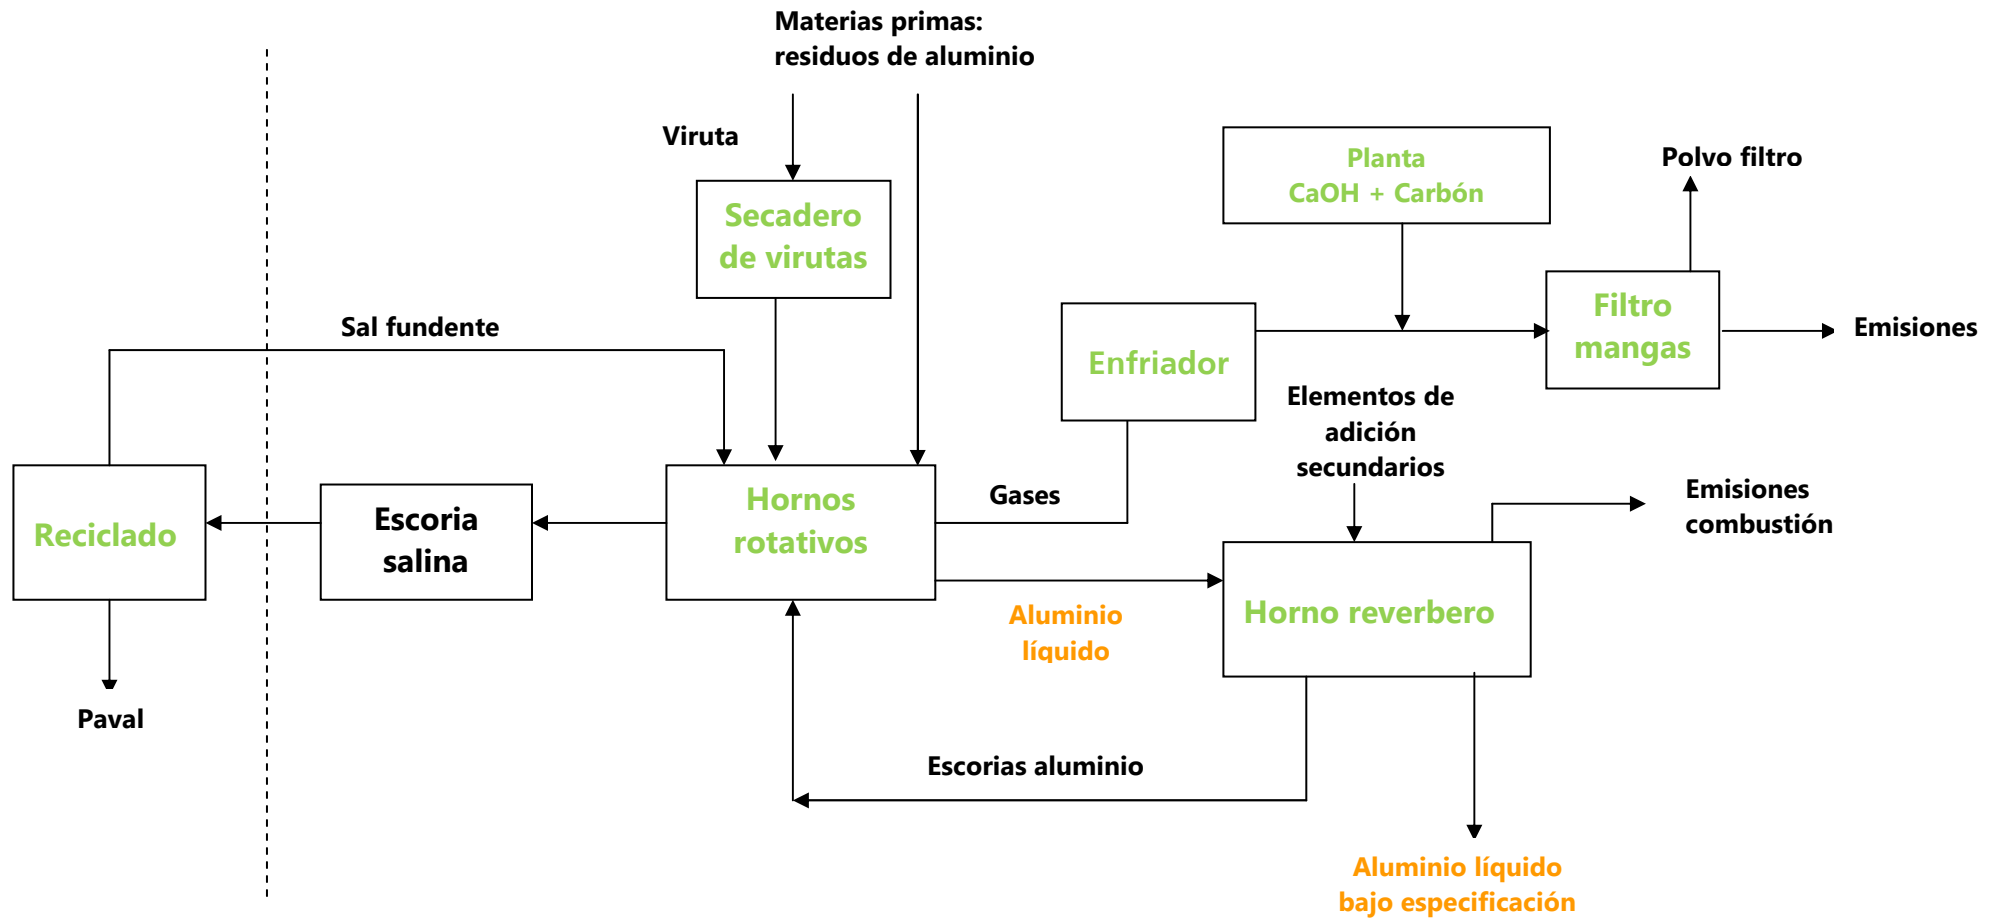 Materias primas:
residuos de aluminio
Viruta
Planta
CaOH + Carbón
Polvo filtro
Secadero
de virutas
Sal fundente
Enfriador
Filtro
mangas
Emisiones
Elementos de
adición
secundarios
Reciclado
Escoria
salina
Hornos
rotativos
Gases
Emisiones
combustión
Aluminio
líquido
Horno reverbero
Paval
Escorias aluminio
Aluminio líquido
bajo especificación